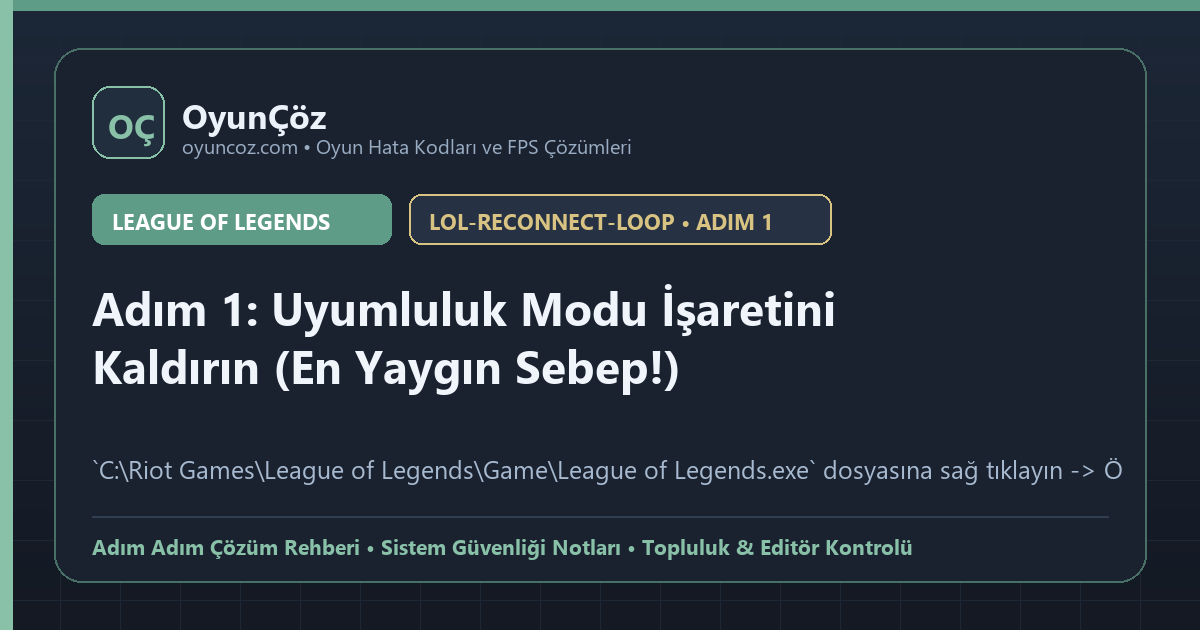 OÇ
OyunÇöz
oyuncoz.com • Oyun Hata Kodları ve FPS Çözümleri
LEAGUE OF LEGENDS
LOL-RECONNECT-LOOP • ADIM 1
Adım 1: Uyumluluk Modu İşaretini
Kaldırın (En Yaygın Sebep!)
`C:\Riot Games\League of Legends\Game\League of Legends.exe` dosyasına sağ tıklayın -> Ö
Adım Adım Çözüm Rehberi • Sistem Güvenliği Notları • Topluluk & Editör Kontrolü